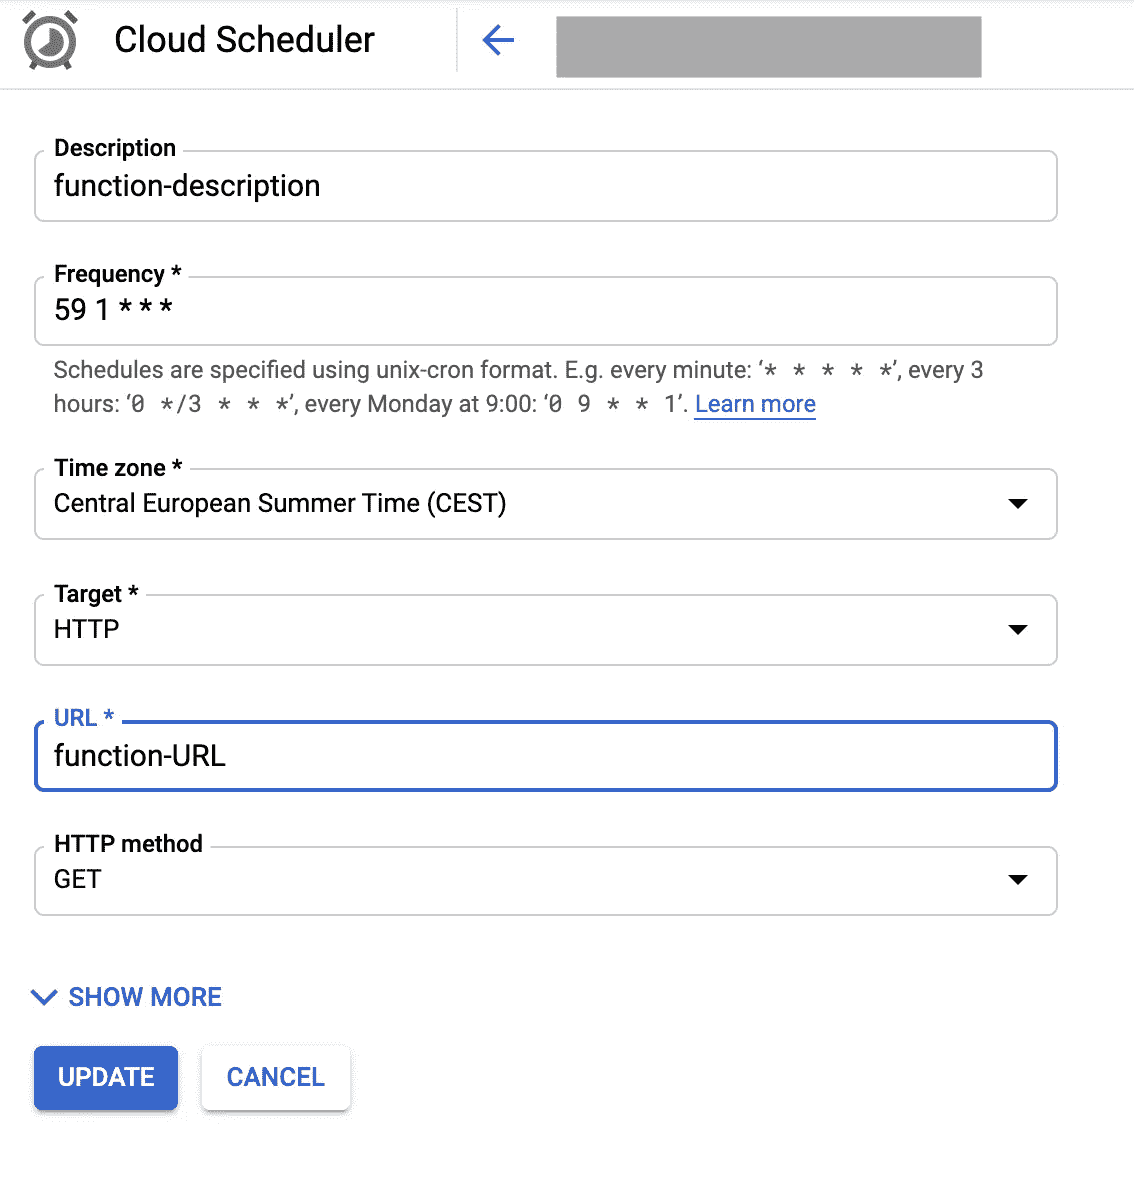 Cloud Scheduler
Description
function-description
Frequency *
59 1 * * *
Schedules are specified using unix-cron format. E.g. every minute: ‘* * * * *’, every 3
hours: ‘0 */3 * * *’, every Monday at 9:00: ‘0 9 * * 1’. Learn more
Time zone *
Central European Summer Time (CEST)
Target *
HTTP
URL *
function-URL
HTTP method
GET
SHOW MORE
UPDATE CANCEL